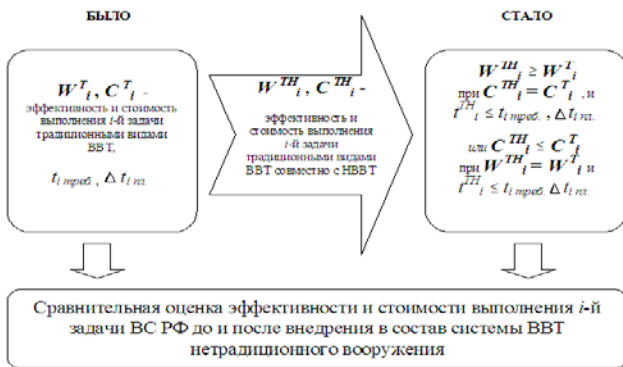 БЫЛО
W^T_i, C^T_i -
эффективность и стоимость
выполнения i-й задачи
традиционными видами
ВВТ,
t_i треб., Δ t_i пл.
W^TH_i, C^TH_i -
эффективность и
стоимость выполнения
i-й задачи
традиционными видами
ВВТ совместно с НВВТ
СТАЛО
W^TH_i ≥ W^T_i
при C^TH_i = C^T_i, и
t^TH_i ≤ t_i треб., Δ t_i пл.
или C^TH_i ≤ C^T_i
при W^TH_i = W^T_i и
t^TH_i ≤ t_i треб. Δ t_i пл.
Сравнительная оценка эффективности и стоимости выполнения i-й
задачи ВС РФ до и после внедрения в состав системы ВВТ
нетрадиционного вооружения